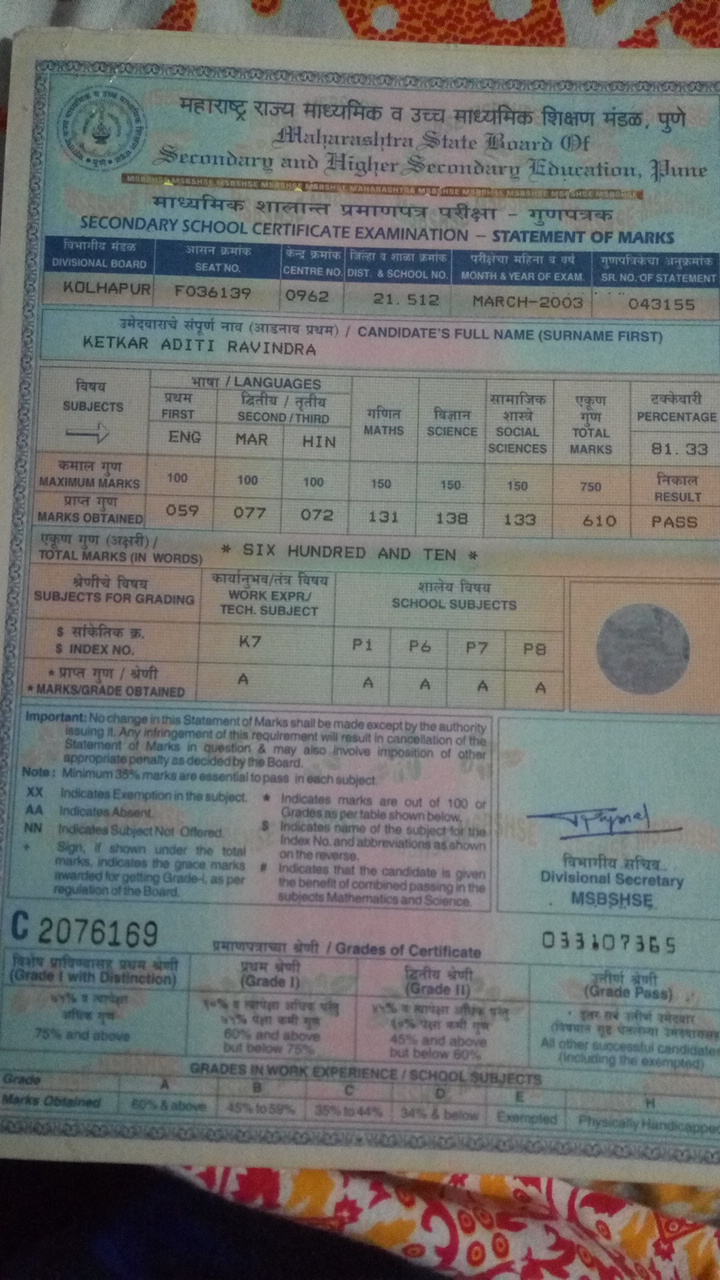 महाराष्ट्र राज्य माध्यमिक व उच्च माध्यमिक शिक्षण मंडळ, पुणे
Maharashtra State Board Of
Secondary and Higher Secondary Education, Pune
माध्यमिक शालान्त प्रमाणपत्र परीक्षा - गुणपत्रक
SECONDARY SCHOOL CERTIFICATE EXAMINATION – STATEMENT OF MARKS
विभागीय मंडळ आसन क्रमांक केन्द्र क्रमांक जिल्हा व शाळा क्रमांक परीक्षेचा महिना व वर्ष गुणपत्रिकेचा अनुक्रमांक
DIVISIONAL BOARD SEAT NO. CENTRE NO. DIST. & SCHOOL NO. MONTH & YEAR OF EXAM. SR. NO. OF STATEMENT
KOLHAPUR F036139 0962 21.512 MARCH-2003 043155
उमेदवाराचे संपूर्ण नाव (आडनाव प्रथम) / CANDIDATE'S FULL NAME (SURNAME FIRST)
KETKAR ADITI RAVINDRA
विषय
SUBJECTS
भाषा / LANGUAGES
प्रथम
FIRST
द्वितीय / तृतीय
SECOND / THIRD
ENG MAR HIN
गणित
MATHS
विज्ञान
SCIENCE
सामाजिक
शास्त्रे
SOCIAL
SCIENCES
एकूण
गुण
TOTAL
MARKS
टक्केवारी
PERCENTAGE
81.33
कमाल गुण
MAXIMUM MARKS 100 100 100 150 150 150 750
निकाल
RESULT
प्राप्त गुण
MARKS OBTAINED 059 077 072 131 138 133 610 PASS
एकूण गुण (अक्षरी) /
TOTAL MARKS (IN WORDS) * SIX HUNDRED AND TEN *
श्रेणीचे विषय
SUBJECTS FOR GRADING
कार्यानुभव/तंत्र विषय
WORK EXPR/
TECH. SUBJECT
शालेय विषय
SCHOOL SUBJECTS
$ सांकेतिक क्र.
$ INDEX NO. K7 P1 P6 P7 P8
* प्राप्त गुण / श्रेणी
* MARKS/GRADE OBTAINED A A A A A
Important: No change in this Statement of Marks shall be made except by the authority
issuing it. Any infringement of this requirement will result in cancellation of the
Statement of Marks in question & may also involve imposition of other
appropriate penalty as decided by the Board.
Note : Minimum 35% marks are essential to pass in each subject.
XX Indicates Exemption in the subject.
AA Indicates Absent.
NN Indicates Subject Not Offered.
+ Sign, if shown under the total
marks, indicates the grace marks
awarded for getting Grade-I, as per
regulation of the Board.
* Indicates marks are out of 100 or
Grades as per table shown below.
$ Indicates name of the subject for the
Index No. and abbreviations as shown
on the reverse.
# Indicates that the candidate is given
the benefit of combined passing in the
subjects Mathematics and Science.
विभागीय सचिव
Divisional Secretary
MSBSHSE
C 2076169
033107365
प्रमाणपत्राच्या श्रेणी / Grades of Certificate
विशेष प्राविण्यासह प्रथम श्रेणी
(Grade I with Distinction)
७५% व त्यापेक्षा
अधिक गुण
75% and above
प्रथम श्रेणी
(Grade I)
६०% व त्यापेक्षा अधिक परंतु
७५% पेक्षा कमी गुण
60% and above
but below 75%
द्वितीय श्रेणी
(Grade II)
४५% व त्यापेक्षा अधिक परंतु
६०% पेक्षा कमी गुण
45% and above
but below 60%
उत्तीर्ण श्रेणी
(Grade Pass)
इतर सर्व उत्तीर्ण उमेदवार
All other successful candidates
(including the exempted)
GRADES IN WORK EXPERIENCE / SCHOOL SUBJECTS
Grade A B C D E H
Marks Obtained 60% & above 45% to 59% 35% to 44% 34% & below Exempted Physically Handicapped